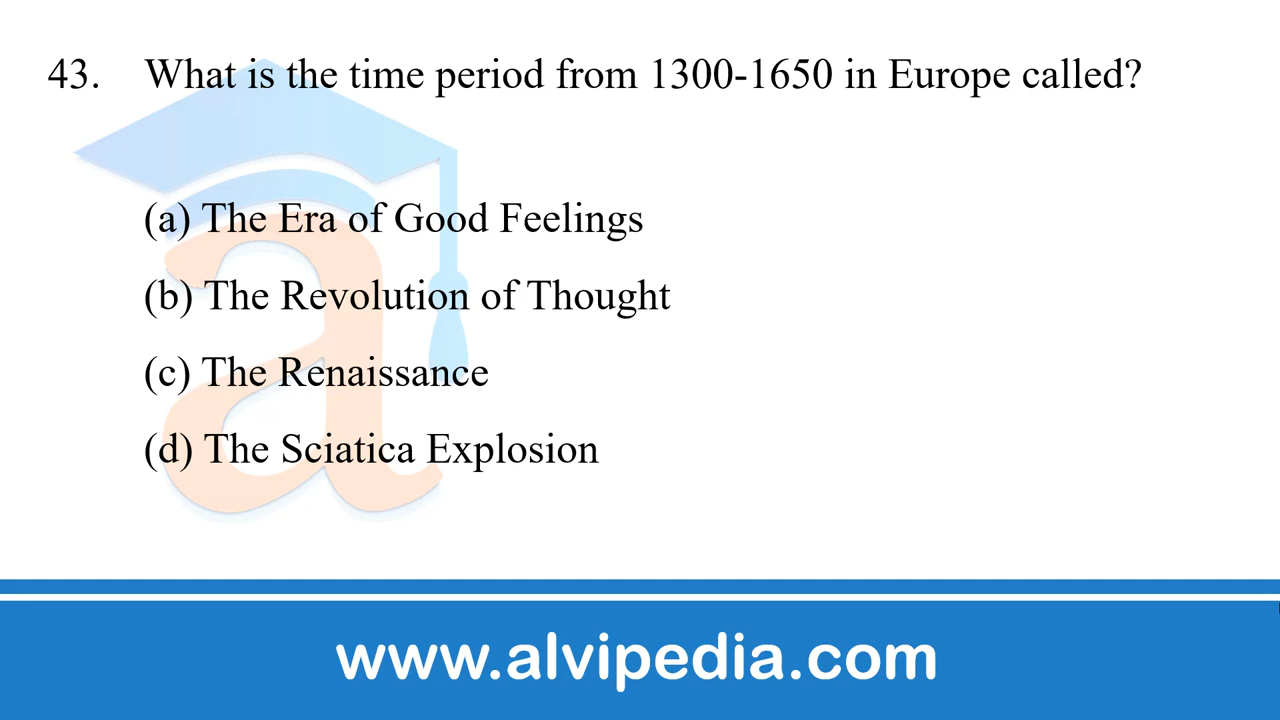 43. What is the time period from 1300-1650 in Europe called?
(a) The Era of Good Feelings
(b) The Revolution of Thought
(c) The Renaissance
(d) The Sciatica Explosion
www.alvipedia.com